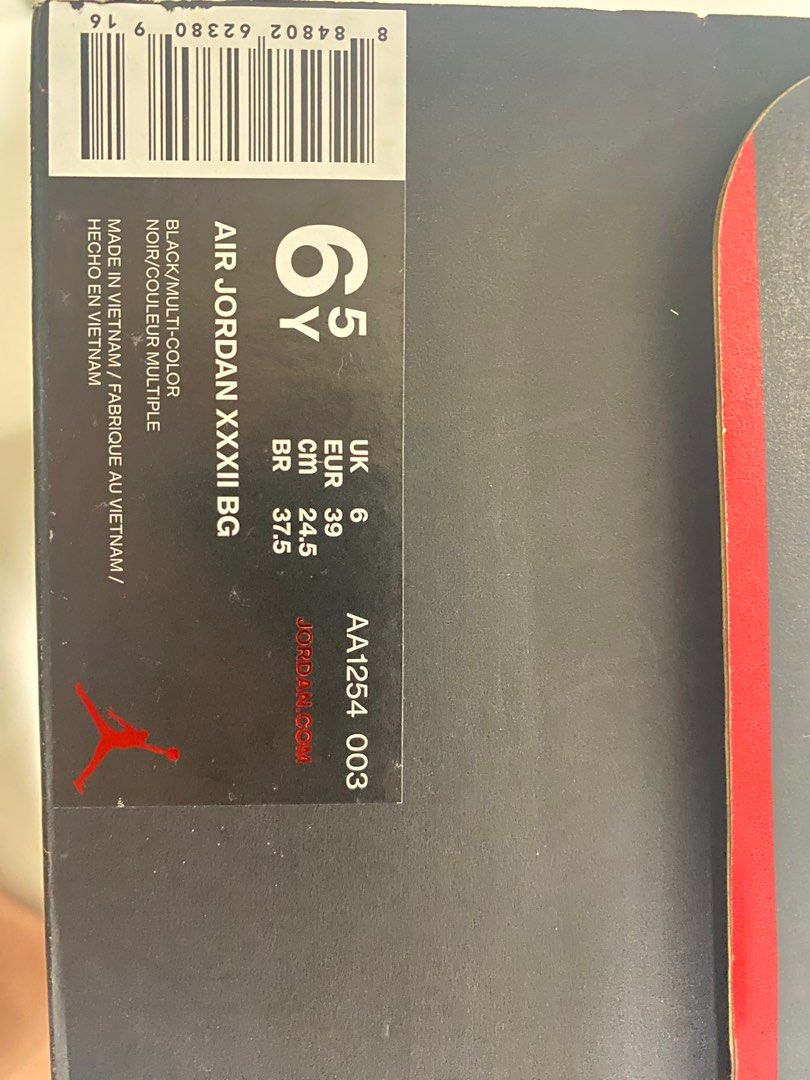 8 84802 62380 9 16
6 5 Y
UK 6
EUR 39
cm 24.5
BR 37.5
AA1254 003
JORDAN.COM
AIR JORDAN XXXII BG
BLACK/MULTI-COLOR
NOIR/COULEUR MULTIPLE
MADE IN VIETNAM / FABRIQUE AU VIETNAM /
HECHO EN VIETNAM